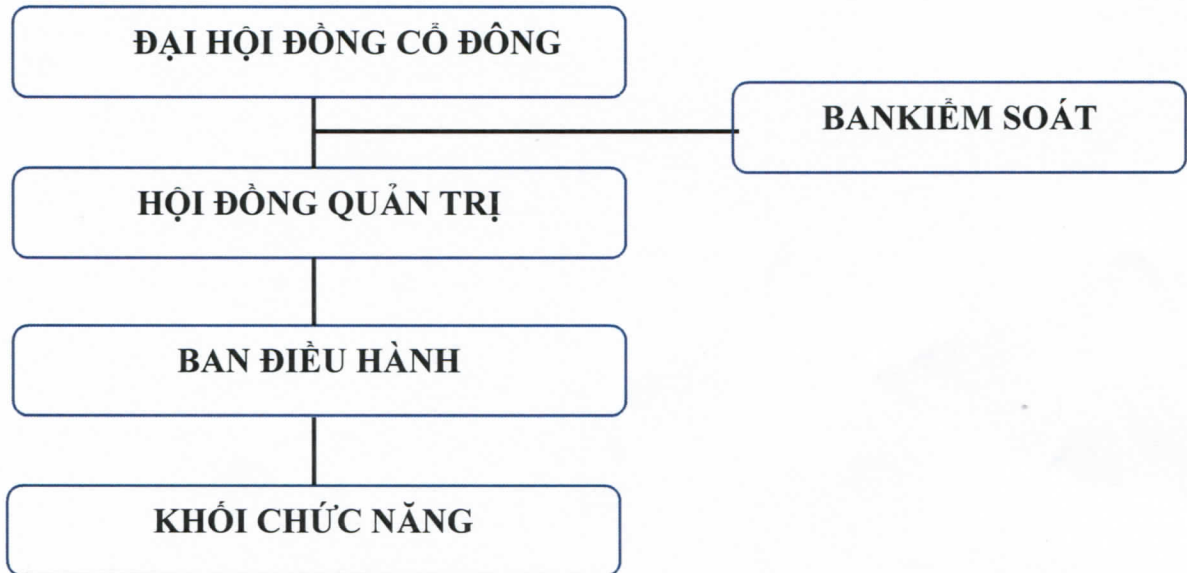 ĐẠI HỘI ĐỒNG CỔ ĐÔNG
BANKIỂM SOÁT
HỘI ĐỒNG QUẢN TRỊ
BAN ĐIỀU HÀNH
KHỐI CHỨC NĂNG